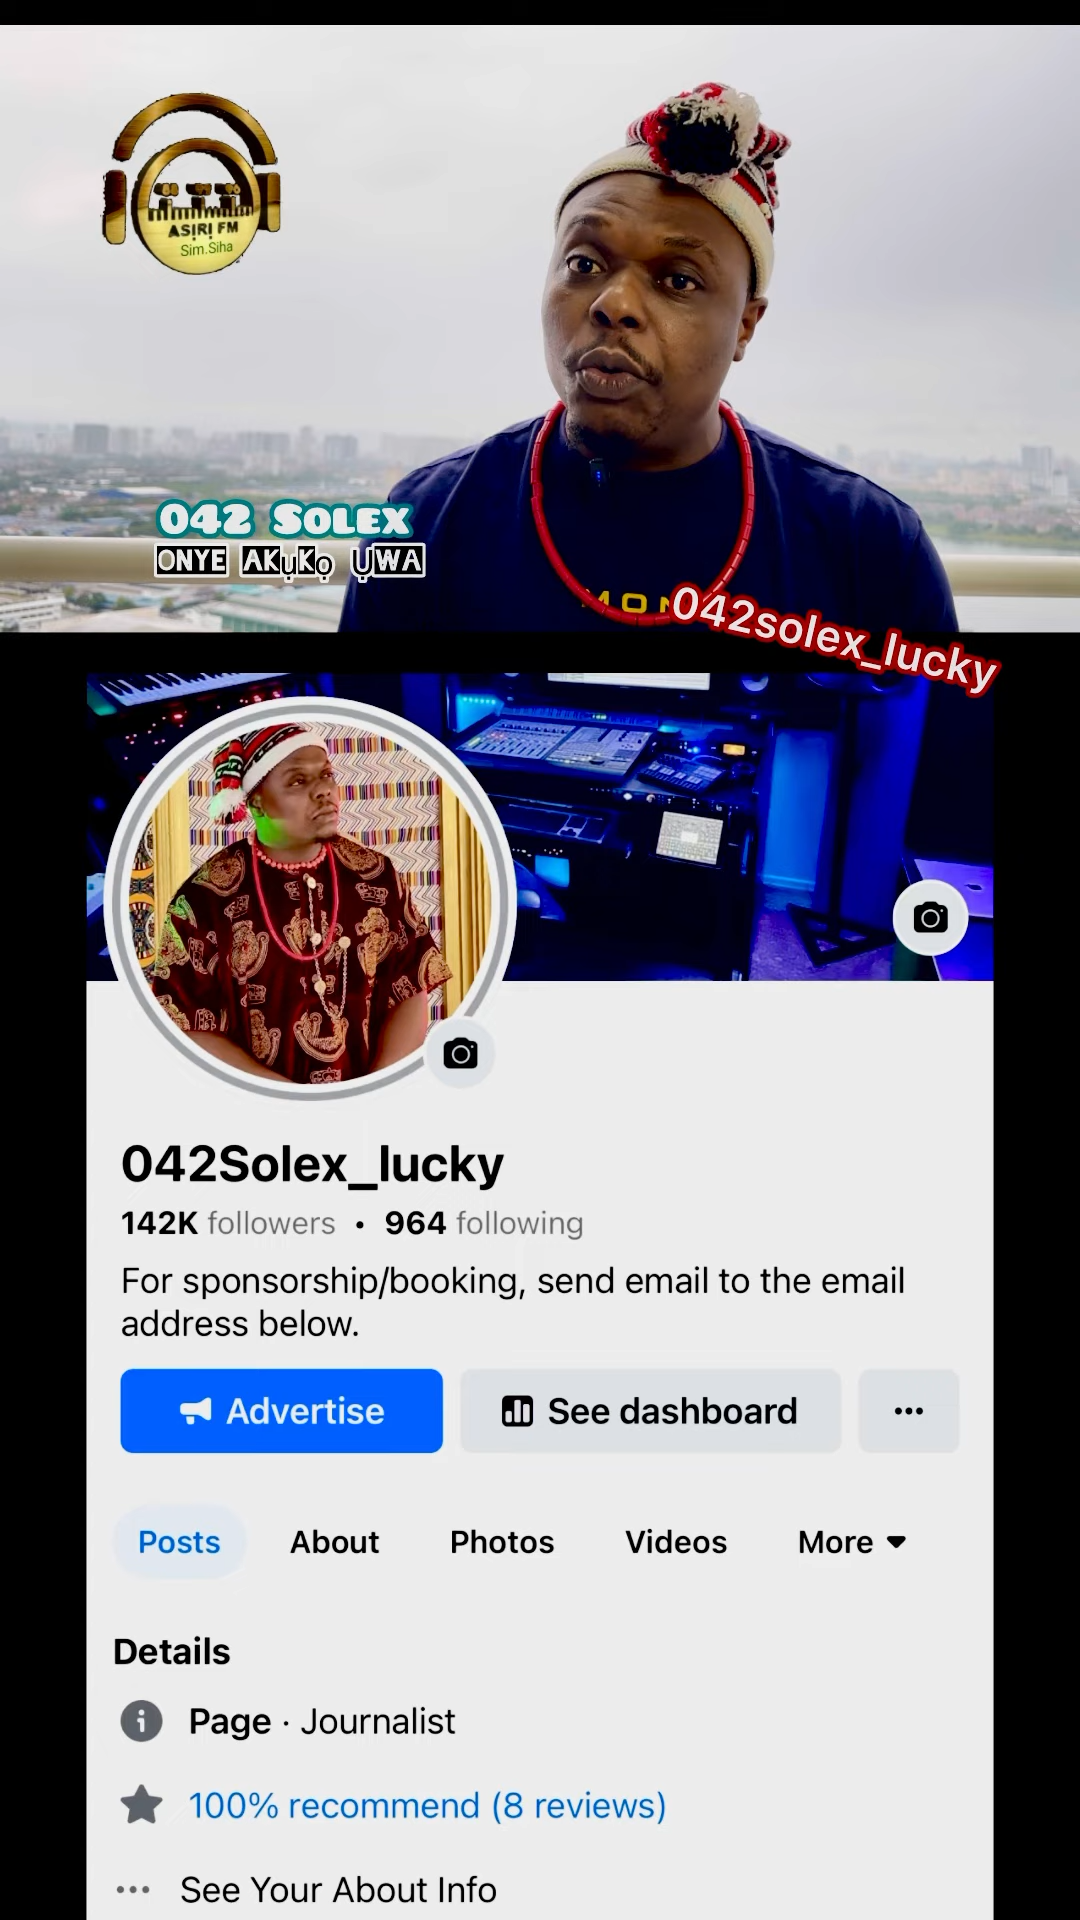 ASỊRỊ FM
Sim.Siha
042 SOLEX
ONYE AKụKọ ỤWA
MON
042solex_lucky
042Solex_lucky
142K followers • 964 following
For sponsorship/booking, send email to the email
address below.
Advertise
See dashboard
Posts
About
Photos
Videos
More
Details
Page · Journalist
100% recommend (8 reviews)
See Your About Info